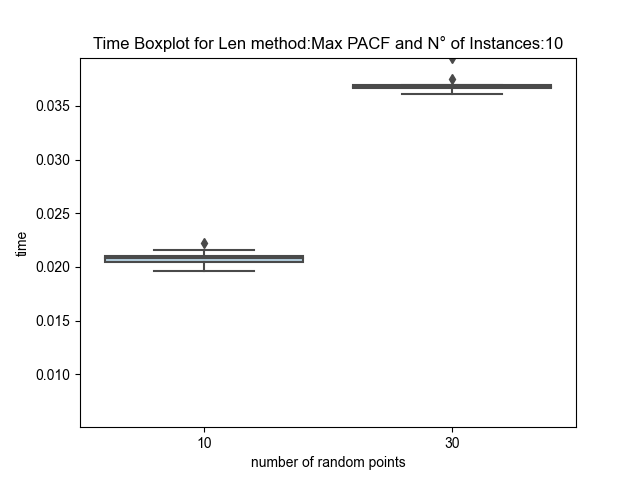 Time Boxplot for Len method:Max PACF and N° of Instances:10
0.035
0.030
0.025
0.020
0.015
0.010
time
10
30
number of random points